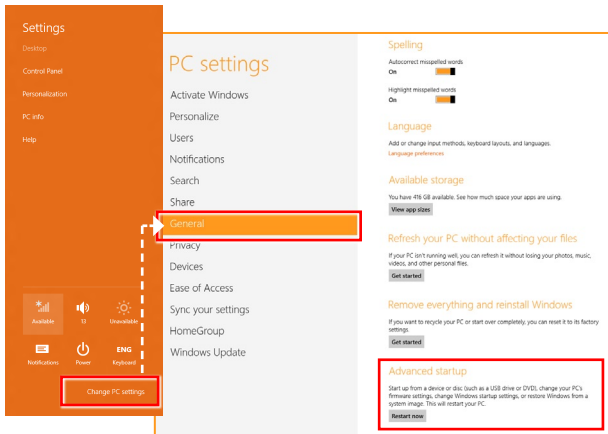 Settings
Desktop
Control Panel
Personalization
PC info
Help
Available
13
Unavailable
Notifications
Power
ENG
Keyboard
Change PC settings
PC settings
Activate Windows
Personalize
Users
Notifications
Search
Share
General
Privacy
Devices
Ease of Access
Sync your settings
HomeGroup
Windows Update
Spelling
Autocorrect misspelled words
On
Highlight misspelled words
On
Language
Add or change input methods, keyboard layouts, and languages.
Language preferences
Available storage
You have 416 GB available. See how much space your apps are using.
View app sizes
Refresh your PC without affecting your files
If your PC isn't running well, you can refresh it without losing your photos, music,
videos, and other personal files.
Get started
Remove everything and reinstall Windows
If you want to recycle your PC or start over completely, you can reset it to its factory
settings.
Get started
Advanced startup
Start up from a device or disc (such as a USB drive or DVD), change your PC's
firmware settings, change Windows startup settings, or restore Windows from a
system image. This will restart your PC.
Restart now